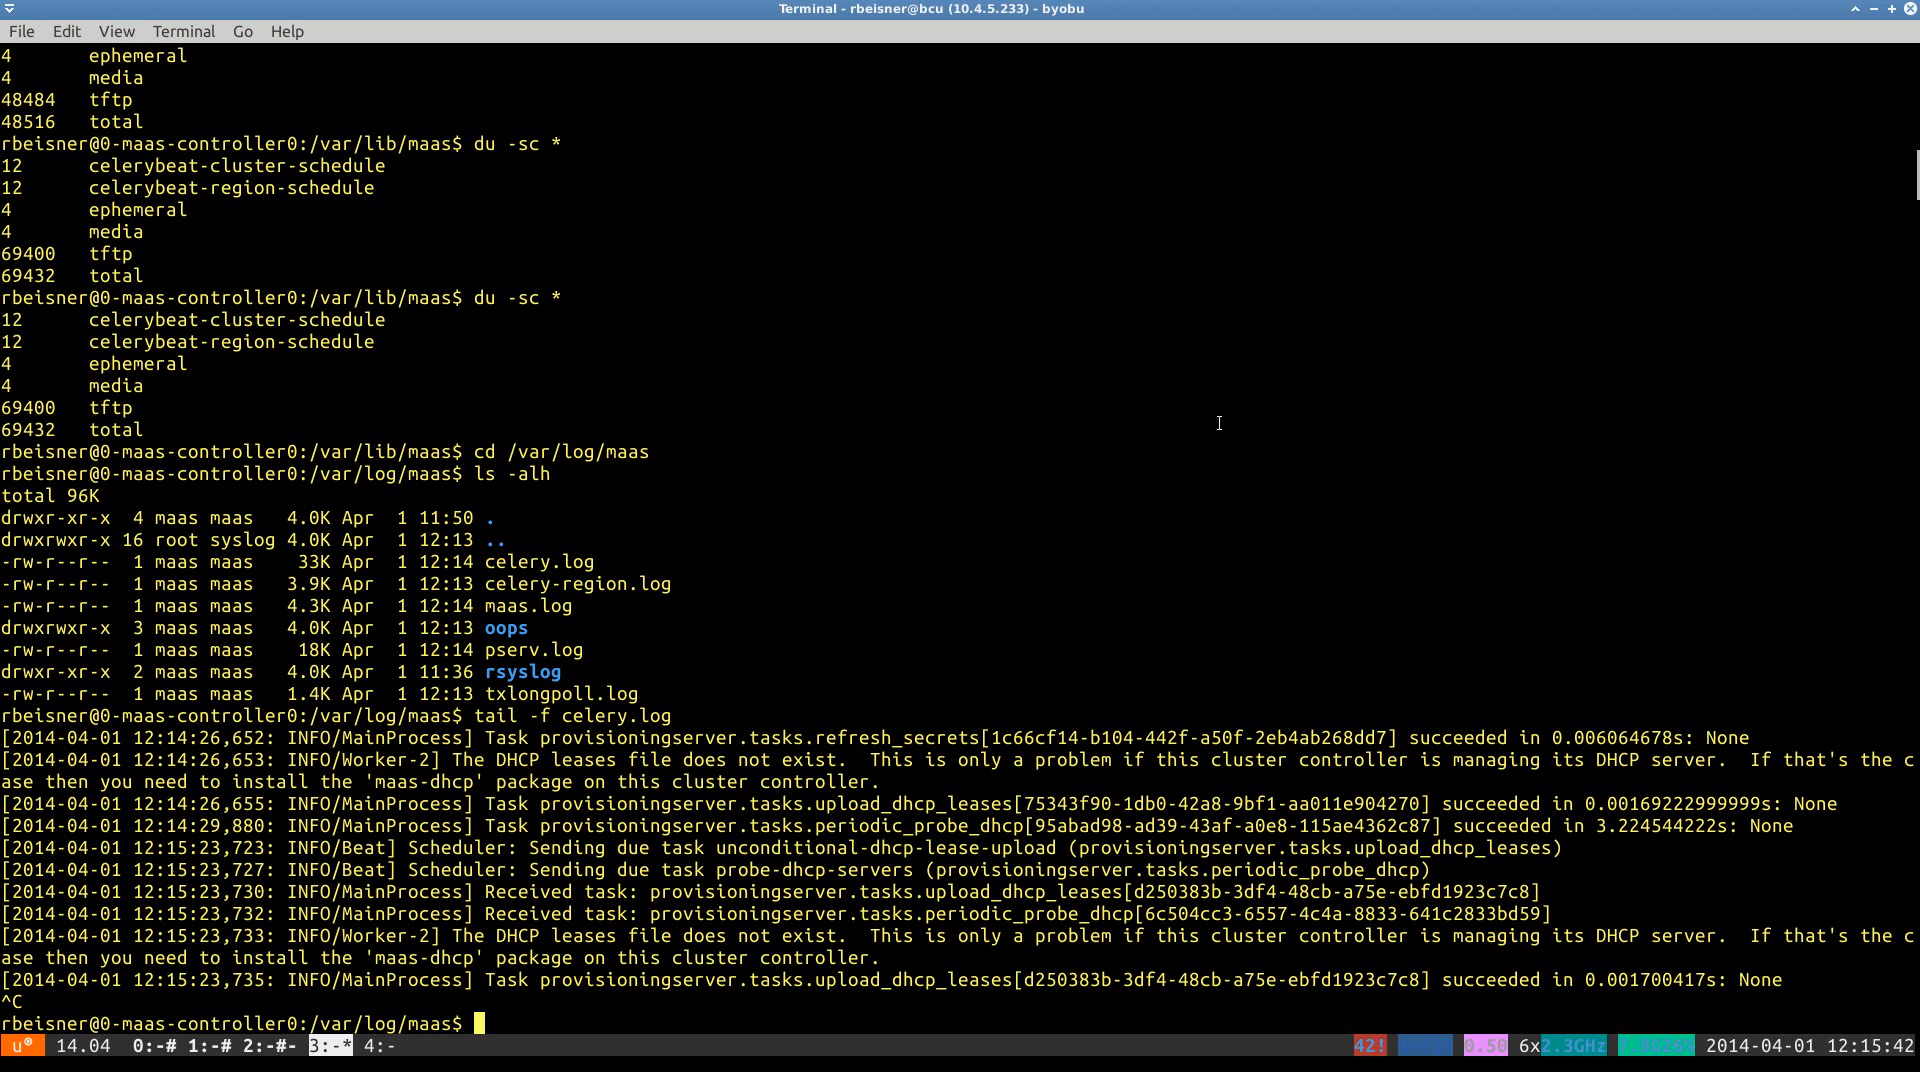 Terminal - rbeisner@bcu (10.4.5.233) - byobu
File Edit View Terminal Go Help
4 ephemeral
4 media
48484 tftp
48516 total
rbeisner@0-maas-controller0:/var/lib/maas$ du -sc *
12 celerybeat-cluster-schedule
12 celerybeat-region-schedule
4 ephemeral
4 media
69400 tftp
69432 total
rbeisner@0-maas-controller0:/var/lib/maas$ du -sc *
12 celerybeat-cluster-schedule
12 celerybeat-region-schedule
4 ephemeral
4 media
69400 tftp
69432 total
rbeisner@0-maas-controller0:/var/lib/maas$ cd /var/log/maas
rbeisner@0-maas-controller0:/var/log/maas$ ls -alh
total 96K
drwxr-xr-x 4 maas maas 4.0K Apr 1 11:50 .
drwxrwxr-x 16 root syslog 4.0K Apr 1 12:13 ..
-rw-r--r-- 1 maas maas 33K Apr 1 12:14 celery.log
-rw-r--r-- 1 maas maas 3.9K Apr 1 12:13 celery-region.log
-rw-r--r-- 1 maas maas 4.3K Apr 1 12:14 maas.log
drwxrwxr-x 3 maas maas 4.0K Apr 1 12:13 oops
-rw-r--r-- 1 maas maas 18K Apr 1 12:14 pserv.log
drwxr-xr-x 2 maas maas 4.0K Apr 1 11:36 rsyslog
-rw-r--r-- 1 maas maas 1.4K Apr 1 12:13 txlongpoll.log
rbeisner@0-maas-controller0:/var/log/maas$ tail -f celery.log
[2014-04-01 12:14:26,652: INFO/MainProcess] Task provisioningserver.tasks.refresh_secrets[1c66cf14-b104-442f-a50f-2eb4ab268dd7] succeeded in 0.006064678s: None
[2014-04-01 12:14:26,653: INFO/Worker-2] The DHCP leases file does not exist.  This is only a problem if this cluster controller is managing its DHCP server.  If that's the c
ase then you need to install the 'maas-dhcp' package on this cluster controller.
[2014-04-01 12:14:26,655: INFO/MainProcess] Task provisioningserver.tasks.upload_dhcp_leases[75343f90-1db0-42a8-9bf1-aa011e904270] succeeded in 0.00169222999999s: None
[2014-04-01 12:14:29,880: INFO/MainProcess] Task provisioningserver.tasks.periodic_probe_dhcp[95abad98-ad39-43af-a0e8-115ae4362c87] succeeded in 3.224544222s: None
[2014-04-01 12:15:23,723: INFO/Beat] Scheduler: Sending due task unconditional-dhcp-lease-upload (provisioningserver.tasks.upload_dhcp_leases)
[2014-04-01 12:15:23,727: INFO/Beat] Scheduler: Sending due task probe-dhcp-servers (provisioningserver.tasks.periodic_probe_dhcp)
[2014-04-01 12:15:23,730: INFO/MainProcess] Received task: provisioningserver.tasks.upload_dhcp_leases[d250383b-3df4-48cb-a75e-ebfd1923c7c8]
[2014-04-01 12:15:23,732: INFO/MainProcess] Received task: provisioningserver.tasks.periodic_probe_dhcp[6c504cc3-6557-4c4a-8833-641c2833bd59]
[2014-04-01 12:15:23,733: INFO/Worker-2] The DHCP leases file does not exist.  This is only a problem if this cluster controller is managing its DHCP server.  If that's the c
ase then you need to install the 'maas-dhcp' package on this cluster controller.
[2014-04-01 12:15:23,735: INFO/MainProcess] Task provisioningserver.tasks.upload_dhcp_leases[d250383b-3df4-48cb-a75e-ebfd1923c7c8] succeeded in 0.001700417s: None
^C
rbeisner@0-maas-controller0:/var/log/maas$
u 14.04 0:-# 1:-# 2:-#- 3:-* 4:- 42! 0.50 6x2.3GHz 2014-04-01 12:15:42